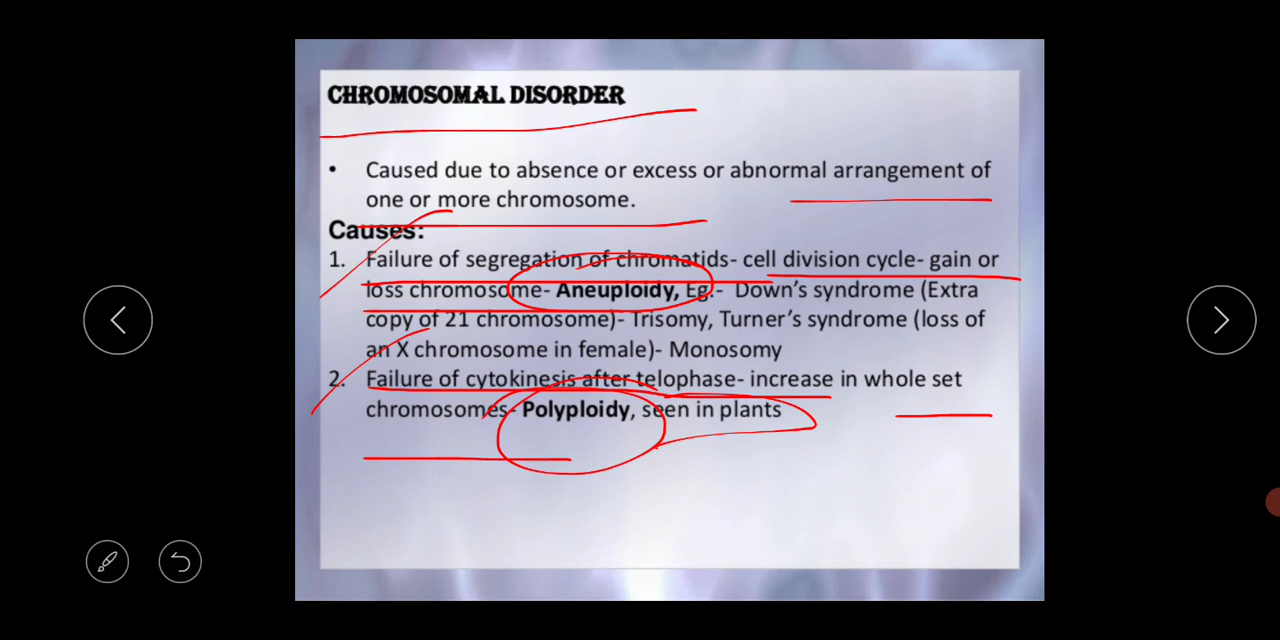 CHROMOSOMAL DISORDER
• Caused due to absence or excess or abnormal arrangement of
one or more chromosome.
Causes:
1. Failure of segregation of chromatids- cell division cycle- gain or
loss chromosome- Aneuploidy, Eg.- Down's syndrome (Extra
copy of 21 chromosome)- Trisomy, Turner's syndrome (loss of
an X chromosome in female)- Monosomy
2. Failure of cytokinesis after telophase- increase in whole set
chromosomes- Polyploidy, seen in plants